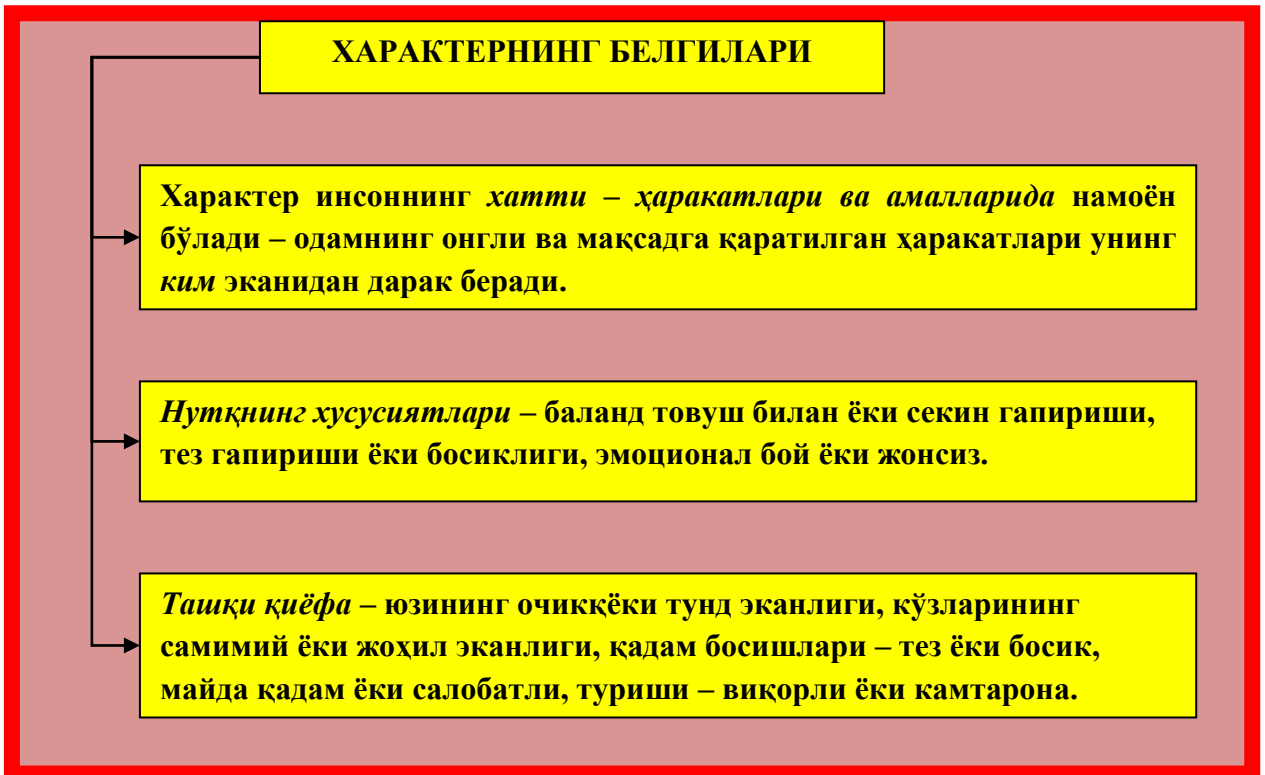 ХАРАКТЕРНИНГ БЕЛГИЛАРИ
Характер инсоннинг хатти – ҳаракатлари ва амалларида намоён
бўлади – одамнинг онгли ва мақсадга қаратилган ҳаракатлари унинг
ким эканидан дарак беради.
Нутқнинг хусусиятлари – баланд товуш билан ёки секин гапириши,
тез гапириши ёки босиклиги, эмоционал бой ёки жонсиз.
Ташқи қиёфа – юзининг очикқёки тунд эканлиги, кўзларининг
самимий ёки жоҳил эканлиги, қадам босишлари – тез ёки босик,
майда қадам ёки салобатли, туриши – виқорли ёки камтарона.